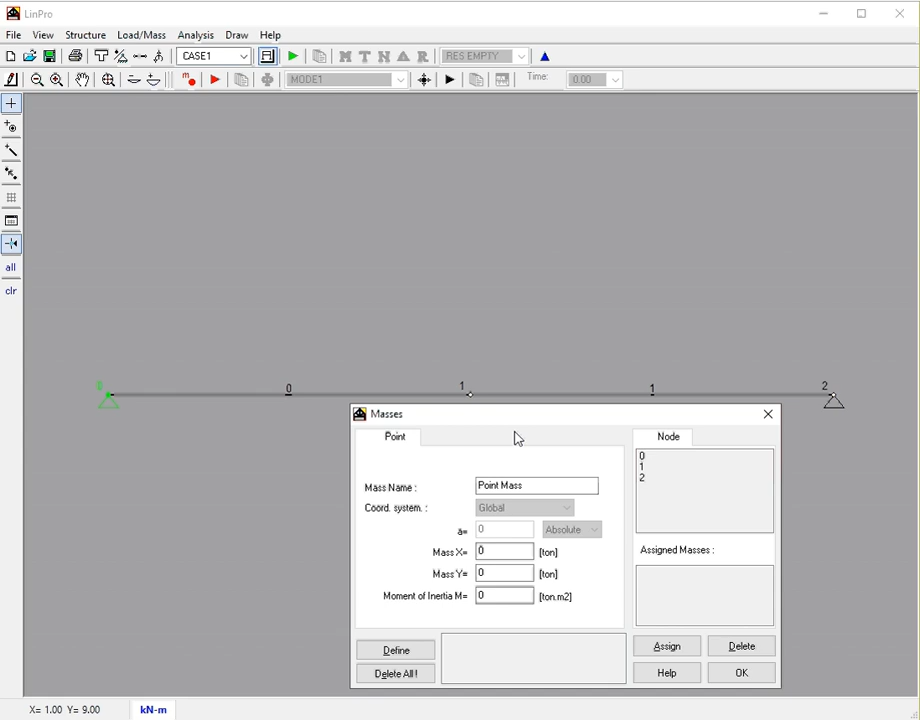 LinPro
File View Structure Load/Mass Analysis Draw Help
CASE1 M T N A R RES EMPTY
m MODE1 Time: 0.00
all
clr
0 1 1 2
Masses
Point Node
0
1
2
Mass Name : Point Mass
Coord. system. : Global
a= 0 Absolute
Mass X= 0 [ton]
Mass Y= 0 [ton]
Moment of Inertia M= 0 [ton.m2]
Assigned Masses :
Define Assign Delete
Delete All ! Help OK
X= 1.00 Y= 9.00 kN-m